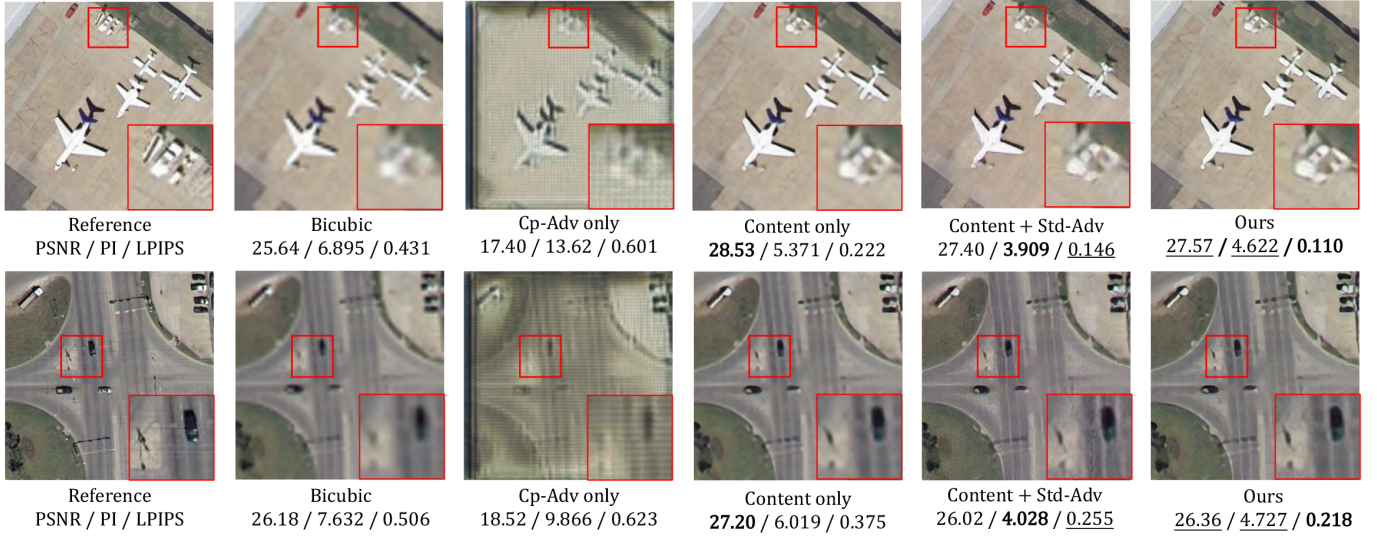 Reference
PSNR / PI / LPIPS
Bicubic
25.64 / 6.895 / 0.431
Cp-Adv only
17.40 / 13.62 / 0.601
Content only
28.53 / 5.371 / 0.222
Content + Std-Adv
27.40 / 3.909 / 0.146
Ours
27.57 / 4.622 / 0.110
Reference
PSNR / PI / LPIPS
Bicubic
26.18 / 7.632 / 0.506
Cp-Adv only
18.52 / 9.866 / 0.623
Content only
27.20 / 6.019 / 0.375
Content + Std-Adv
26.02 / 4.028 / 0.255
Ours
26.36 / 4.727 / 0.218